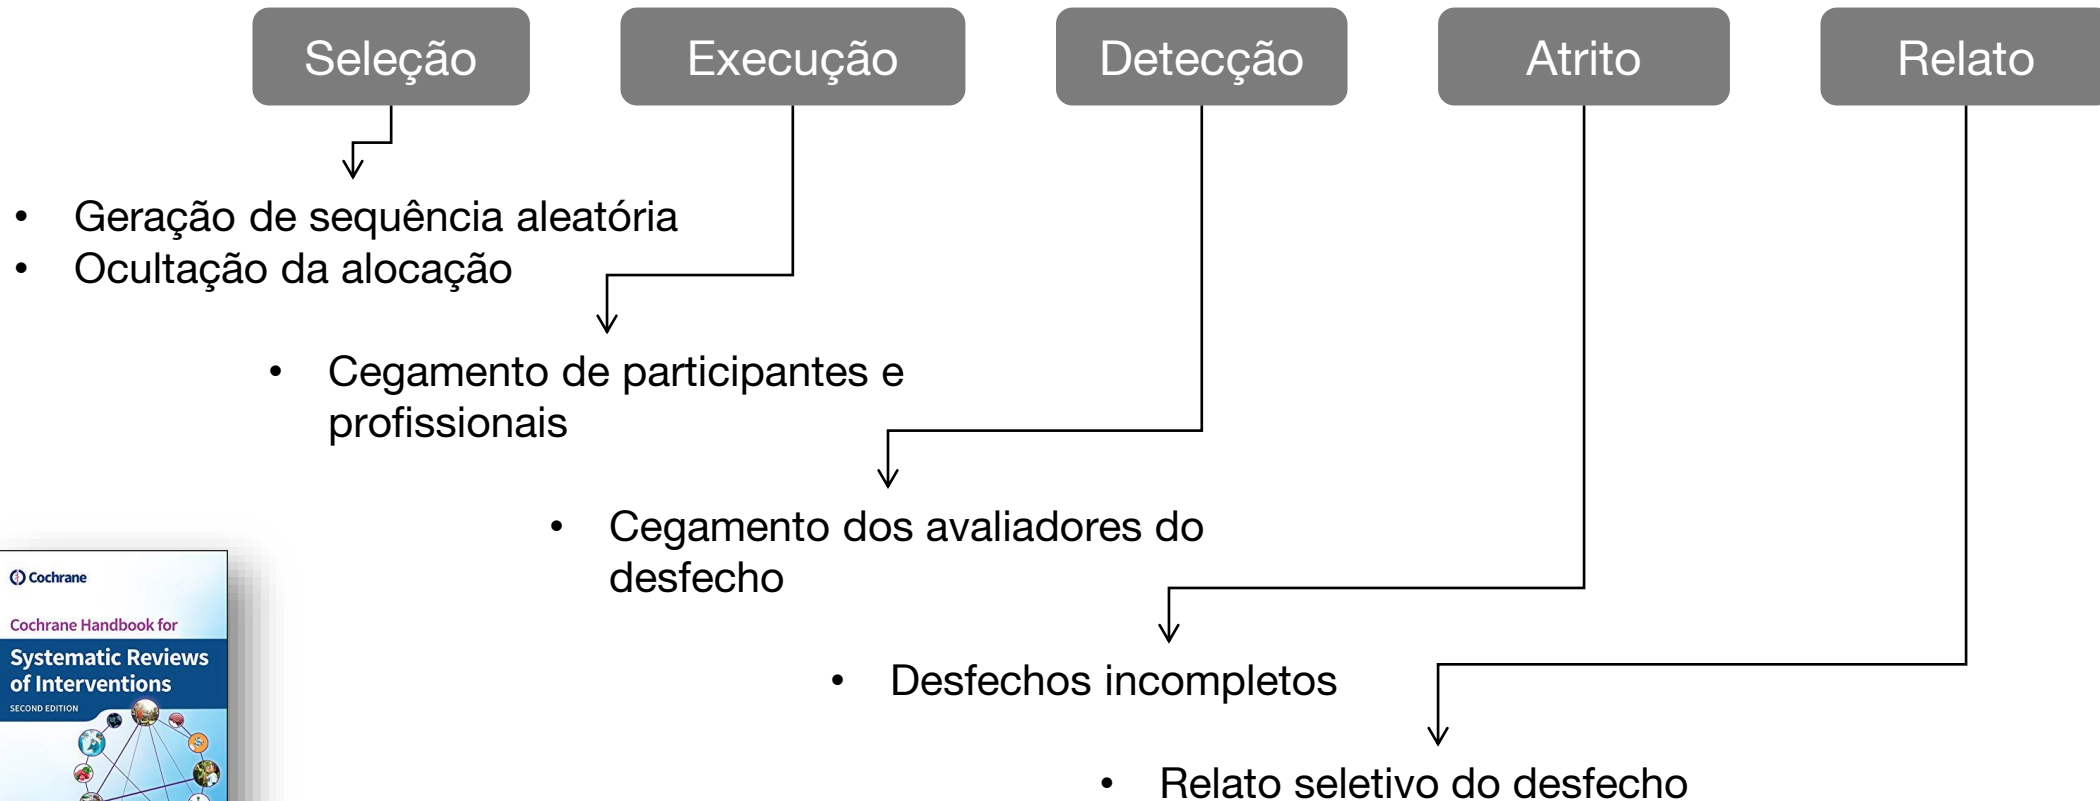 Seleção
Execução
Detecção
Atrito
Relato
• Geração de sequência aleatória
• Ocultação da alocação
• Cegamento de participantes e
profissionais
• Cegamento dos avaliadores do
desfecho
• Desfechos incompletos
• Relato seletivo do desfecho
Cochrane
Cochrane Handbook for
Systematic Reviews
of Interventions
SECOND EDITION